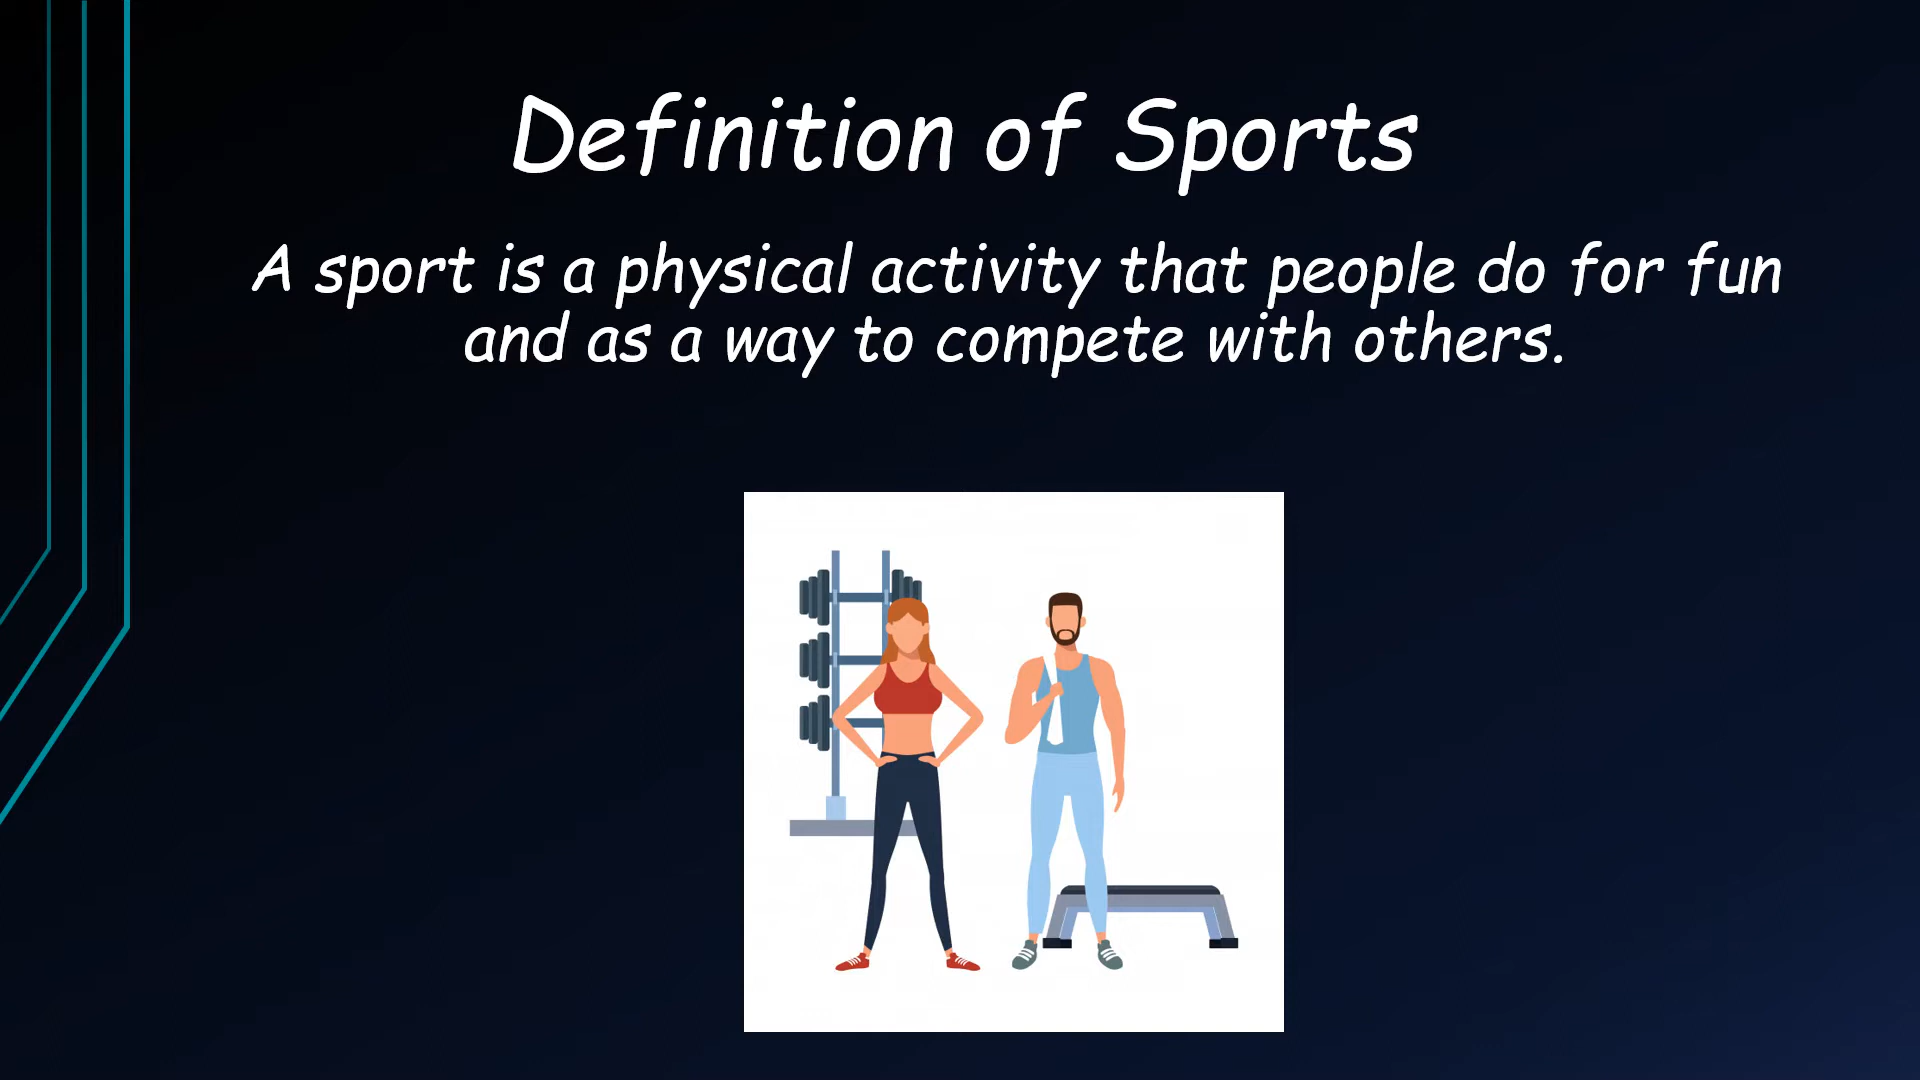 Definition of Sports
A sport is a physical activity that people do for fun
and as a way to compete with others.